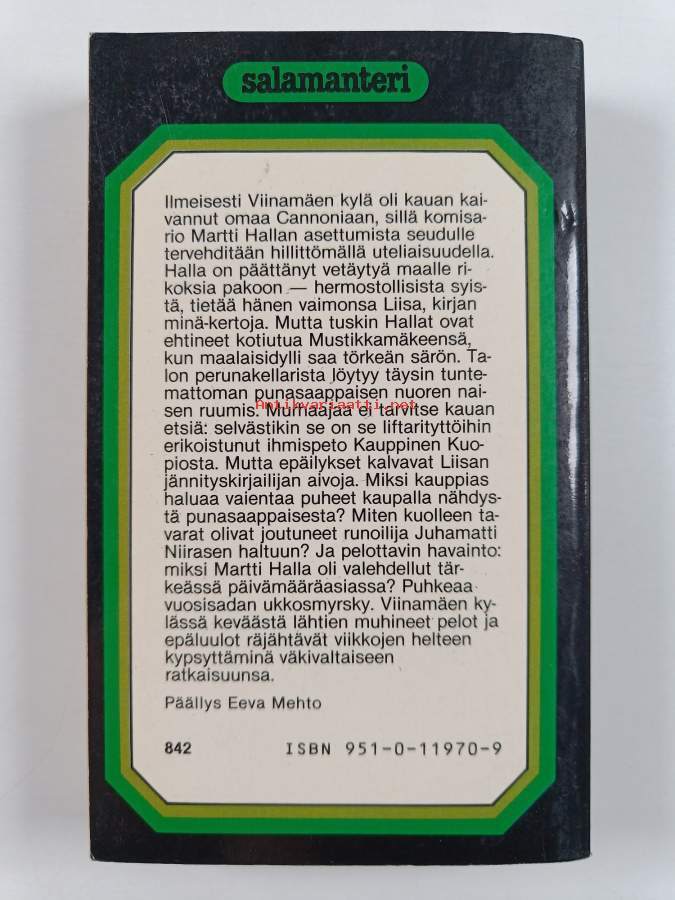 salamanteri
Ilmeisesti Viinamäen kylä oli kauan kai-
vannut omaa Cannoniaan, sillä komisa-
rio Martti Hallan asettumista seudulle
tervehditään hillittömällä uteliaisuudella.
Halla on päättänyt vetäytyä maalle ri-
koksia pakoon — hermostollisista syis-
tä, tietää hänen vaimonsa Liisa, kirjan
minä-kertoja. Mutta tuskin Hallat ovat
ehtineet kotiutua Mustikkamäkeensä,
kun maalaisidylli saa törkeän särön. Ta-
lon perunakellarista löytyy täysin tunte-
mattoman punasaappaisen nuoren nai-
sen ruumis. Murhaajaa ei tarvitse kauan
Antikvariaatti.net
etsiä: selvästikin se on se liftarityttöihin
erikoistunut ihmispeto Kauppinen Kuo-
piosta. Mutta epäilykset kalvavat Liisan
jännityskirjailijan aivoja. Miksi kauppias
haluaa vaientaa puheet kaupalla nähdys-
tä punasaappaisesta? Miten kuolleen ta-
varat olivat joutuneet runoilija Juhamatti
Niirasen haltuun? Ja pelottavin havainto:
miksi Martti Halla oli valehdellut tär-
keässä päivämääräasiassa? Puhkeaa
vuosisadan ukkosmyrsky. Viinamäen ky-
lässä keväästä lähtien muhineet pelot ja
epäluulot räjähtävät viikkojen helteen
kypsyttäminä väkivaltaiseen
ratkaisuunsa.
Päällys Eeva Mehto
842 ISBN 951-0-11970-9